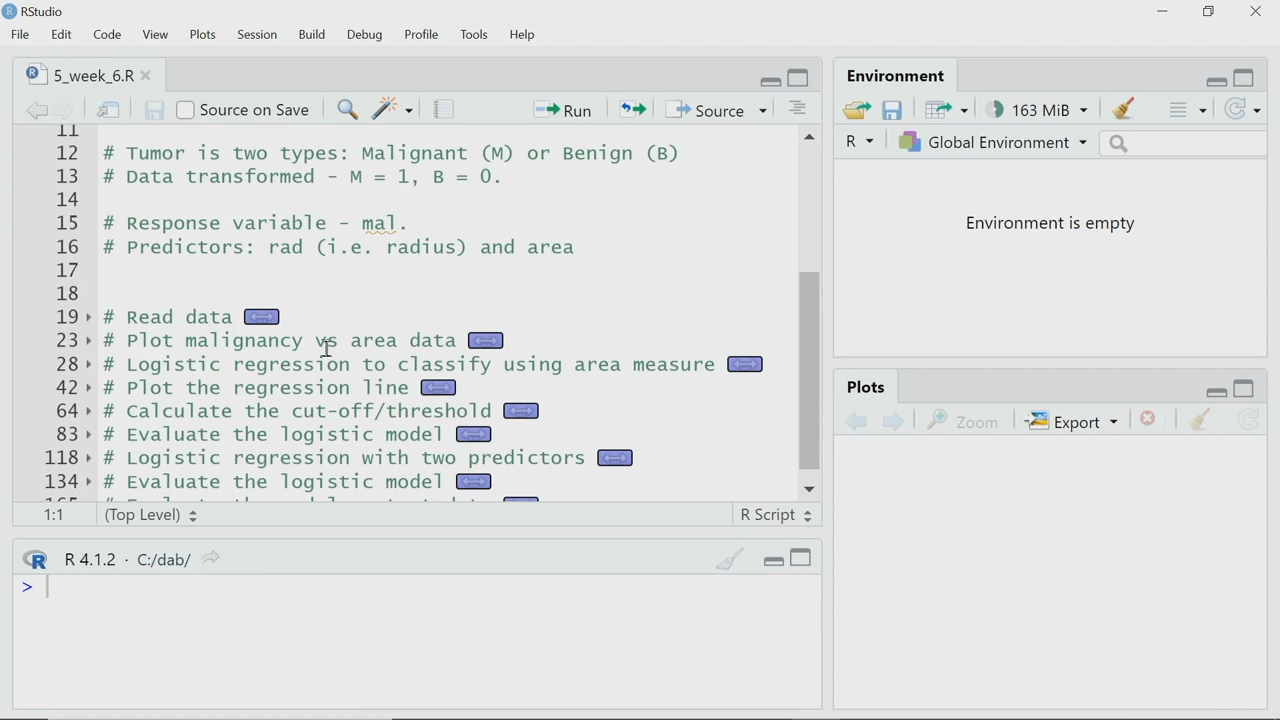 RStudio
File Edit Code View Plots Session Build Debug Profile Tools Help
5_week_6.R
Source on Save Run Source
11
12 # Tumor is two types: Malignant (M) or Benign (B)
13 # Data transformed - M = 1, B = 0.
14
15 # Response variable - mal.
16 # Predictors: rad (i.e. radius) and area
17
18
19 # Read data
23 # Plot malignancy vs area data
28 # Logistic regression to classify using area measure
42 # Plot the regression line
64 # Calculate the cut-off/threshold
83 # Evaluate the logistic model
118 # Logistic regression with two predictors
134 # Evaluate the logistic model
1:1 (Top Level) R Script
R 4.1.2 · C:/dab/
>
Environment
163 MiB
R Global Environment
Environment is empty
Plots
Zoom Export